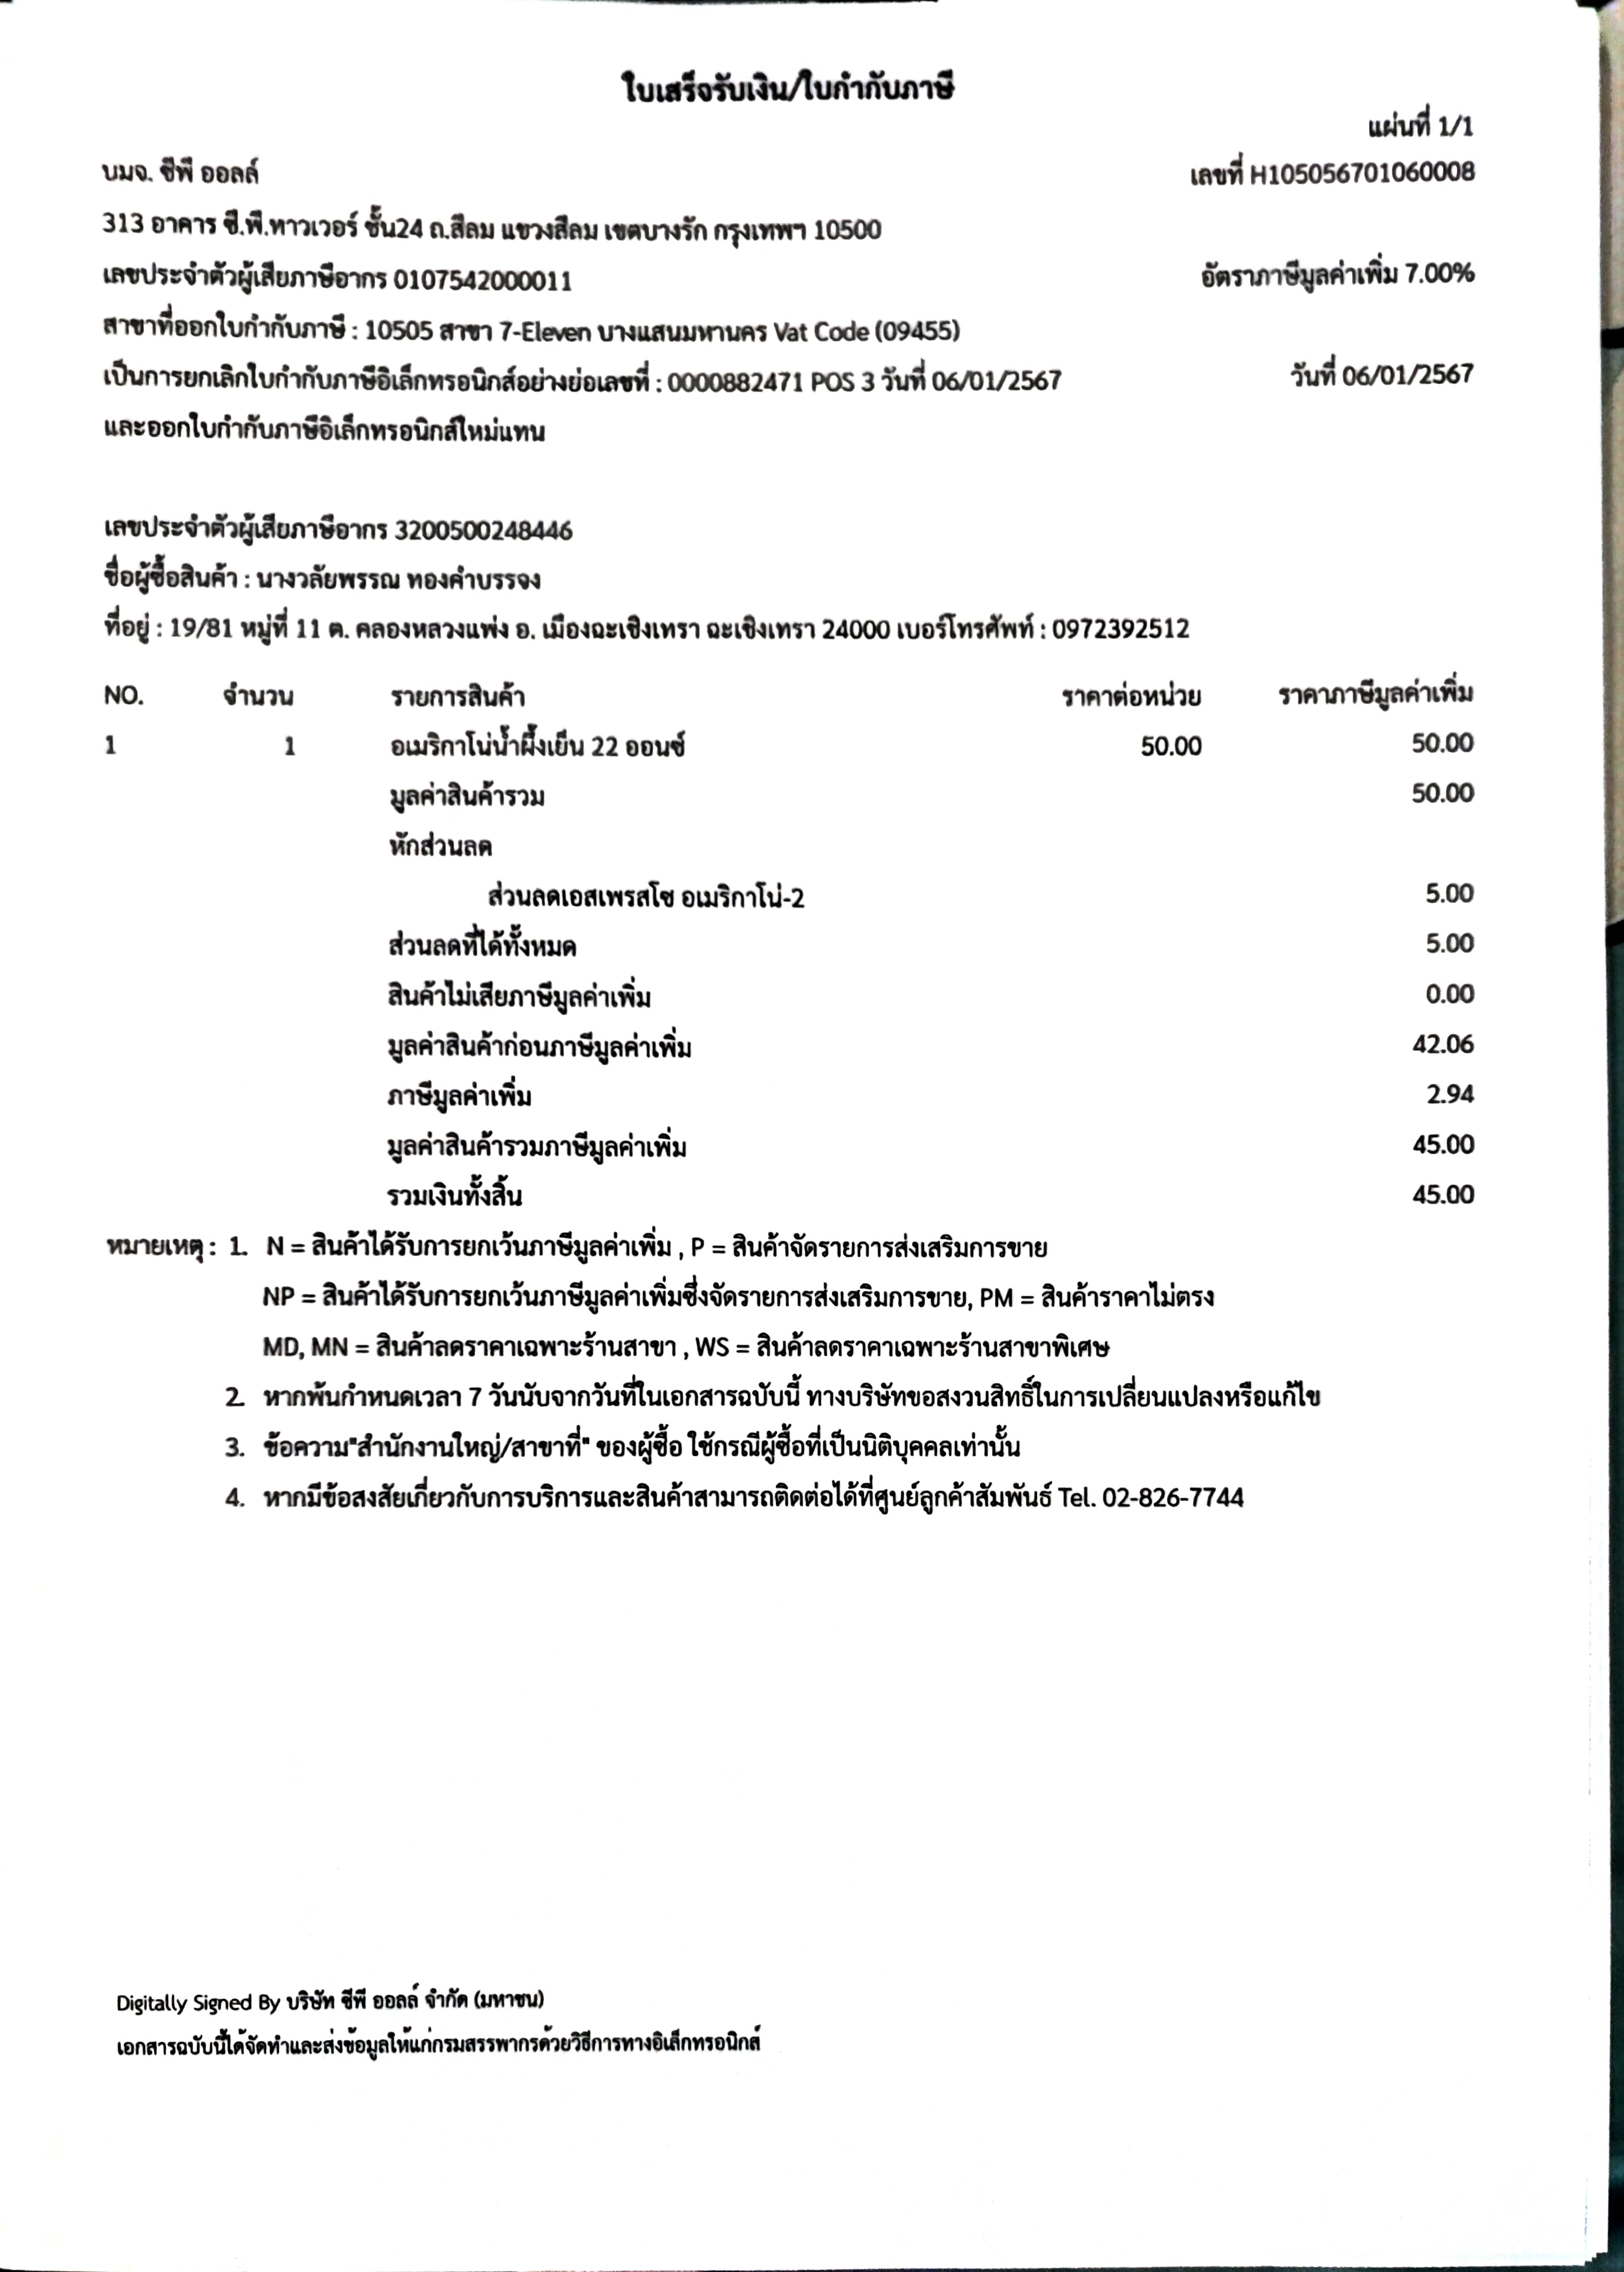 ใบเสร็จรับเงิน/ใบกำกับภาษี
แผ่นที่ 1/1
บมจ. ซีพี ออลล์ เลขที่ H105056701060008
313 อาคาร ซี.พี.ทาวเวอร์ ชั้น24 ถ.สีลม แขวงสีลม เขตบางรัก กรุงเทพฯ 10500
เลขประจำตัวผู้เสียภาษีอากร 0107542000011 อัตราภาษีมูลค่าเพิ่ม 7.00%
สาขาที่ออกใบกำกับภาษี : 10505 สาขา 7-Eleven บางแสนมหานคร Vat Code (09455)
เป็นการยกเลิกใบกำกับภาษีอิเล็กทรอนิกส์อย่างย่อเลขที่ : 0000882471 POS 3 วันที่ 06/01/2567 วันที่ 06/01/2567
และออกใบกำกับภาษีอิเล็กทรอนิกส์ใหม่แทน
เลขประจำตัวผู้เสียภาษีอากร 3200500248446
ชื่อผู้ซื้อสินค้า : นางวลัยพรรณ ทองคำบรรจง
ที่อยู่ : 19/81 หมู่ที่ 11 ต. คลองหลวงแพ่ง อ. เมืองฉะเชิงเทรา ฉะเชิงเทรา 24000 เบอร์โทรศัพท์ : 0972392512
NO. จำนวน รายการสินค้า ราคาต่อหน่วย ราคาภาษีมูลค่าเพิ่ม
1 1 อเมริกาโน่น้ำผึ้งเย็น 22 ออนซ์ 50.00 50.00
มูลค่าสินค้ารวม 50.00
หักส่วนลด
ส่วนลดเอสเพรสโซ อเมริกาโน่-2 5.00
ส่วนลดที่ได้ทั้งหมด 5.00
สินค้าไม่เสียภาษีมูลค่าเพิ่ม 0.00
มูลค่าสินค้าก่อนภาษีมูลค่าเพิ่ม 42.06
ภาษีมูลค่าเพิ่ม 2.94
มูลค่าสินค้ารวมภาษีมูลค่าเพิ่ม 45.00
รวมเงินทั้งสิ้น 45.00
หมายเหตุ : 1. N = สินค้าได้รับการยกเว้นภาษีมูลค่าเพิ่ม , P = สินค้าจัดรายการส่งเสริมการขาย
NP = สินค้าได้รับการยกเว้นภาษีมูลค่าเพิ่มซึ่งจัดรายการส่งเสริมการขาย, PM = สินค้าราคาไม่ตรง
MD, MN = สินค้าลดราคาเฉพาะร้านสาขา , WS = สินค้าลดราคาเฉพาะร้านสาขาพิเศษ
2. หากพ้นกำหนดเวลา 7 วันนับจากวันที่ในเอกสารฉบับนี้ ทางบริษัทขอสงวนสิทธิ์ในการเปลี่ยนแปลงหรือแก้ไข
3. ข้อความ"สำนักงานใหญ่/สาขาที่" ของผู้ซื้อ ใช้กรณีผู้ซื้อที่เป็นนิติบุคคลเท่านั้น
4. หากมีข้อสงสัยเกี่ยวกับการบริการและสินค้าสามารถติดต่อได้ที่ศูนย์ลูกค้าสัมพันธ์ Tel. 02-826-7744
Digitally Signed By บริษัท ซีพี ออลล์ จำกัด (มหาชน)
เอกสารฉบับนี้ได้จัดทำและส่งข้อมูลให้แก่กรมสรรพากรด้วยวิธีการทางอิเล็กทรอนิกส์